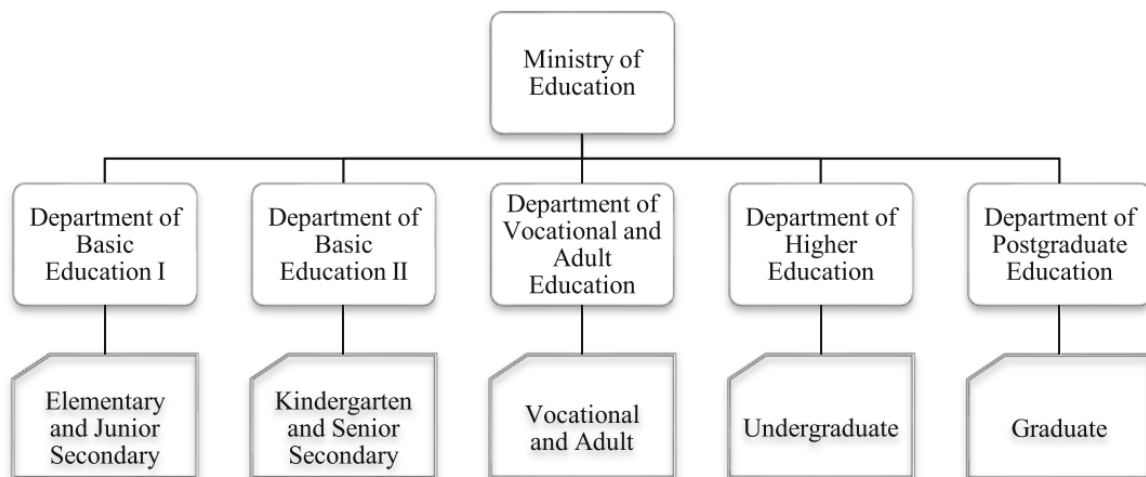 Ministry of
Education
Department of
Basic
Education I
Department of
Basic
Education II
Department of
Vocational and
Adult
Education
Department of
Higher
Education
Department of
Postgraduate
Education
Elementary
and Junior
Secondary
Kindergarten
and Senior
Secondary
Vocational
and Adult
Undergraduate
Graduate